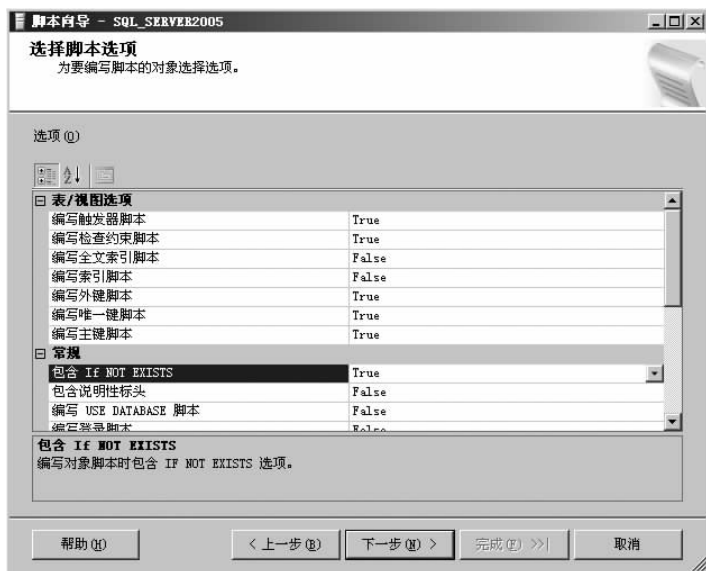 脚本向导 - SQL_SERVER2005
选择脚本选项
为要编写脚本的对象选择选项。
选项(O)
表/视图选项
编写触发器脚本 True
编写检查约束脚本 True
编写全文索引脚本 False
编写索引脚本 False
编写外键脚本 True
编写唯一键脚本 True
编写主键脚本 True
常规
包含 If NOT EXISTS True
包含说明性标头 False
编写 USE DATABASE 脚本 False
编写登录脚本 False
包含 If NOT EXISTS
编写对象脚本时包含 IF NOT EXISTS 选项。
帮助(H) < 上一步(B) 下一步(N) > 完成(F) >>| 取消